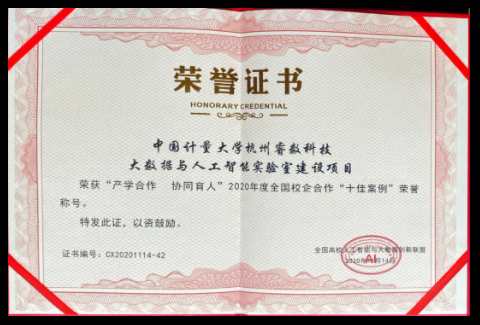 荣誉证书
HONORARY CREDENTIAL
中国计量大学杭州睿数科技
大数据与人工智能实验室建设项目
荣获“产学合作 协同育人”2020年度全国校企合作“十佳案例”荣誉
称号。
特发此证，以资鼓励。
证书编号：CX20201114-42
全国高校人工智能与大数据创新联盟
2020年11月14日
AI